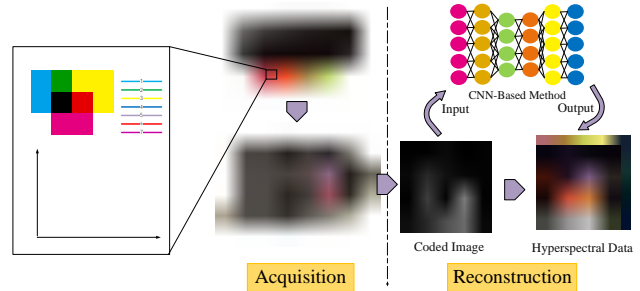 CNN-Based Method
Input
Output
Coded Image
Hyperspectral Data
Acquisition
Reconstruction